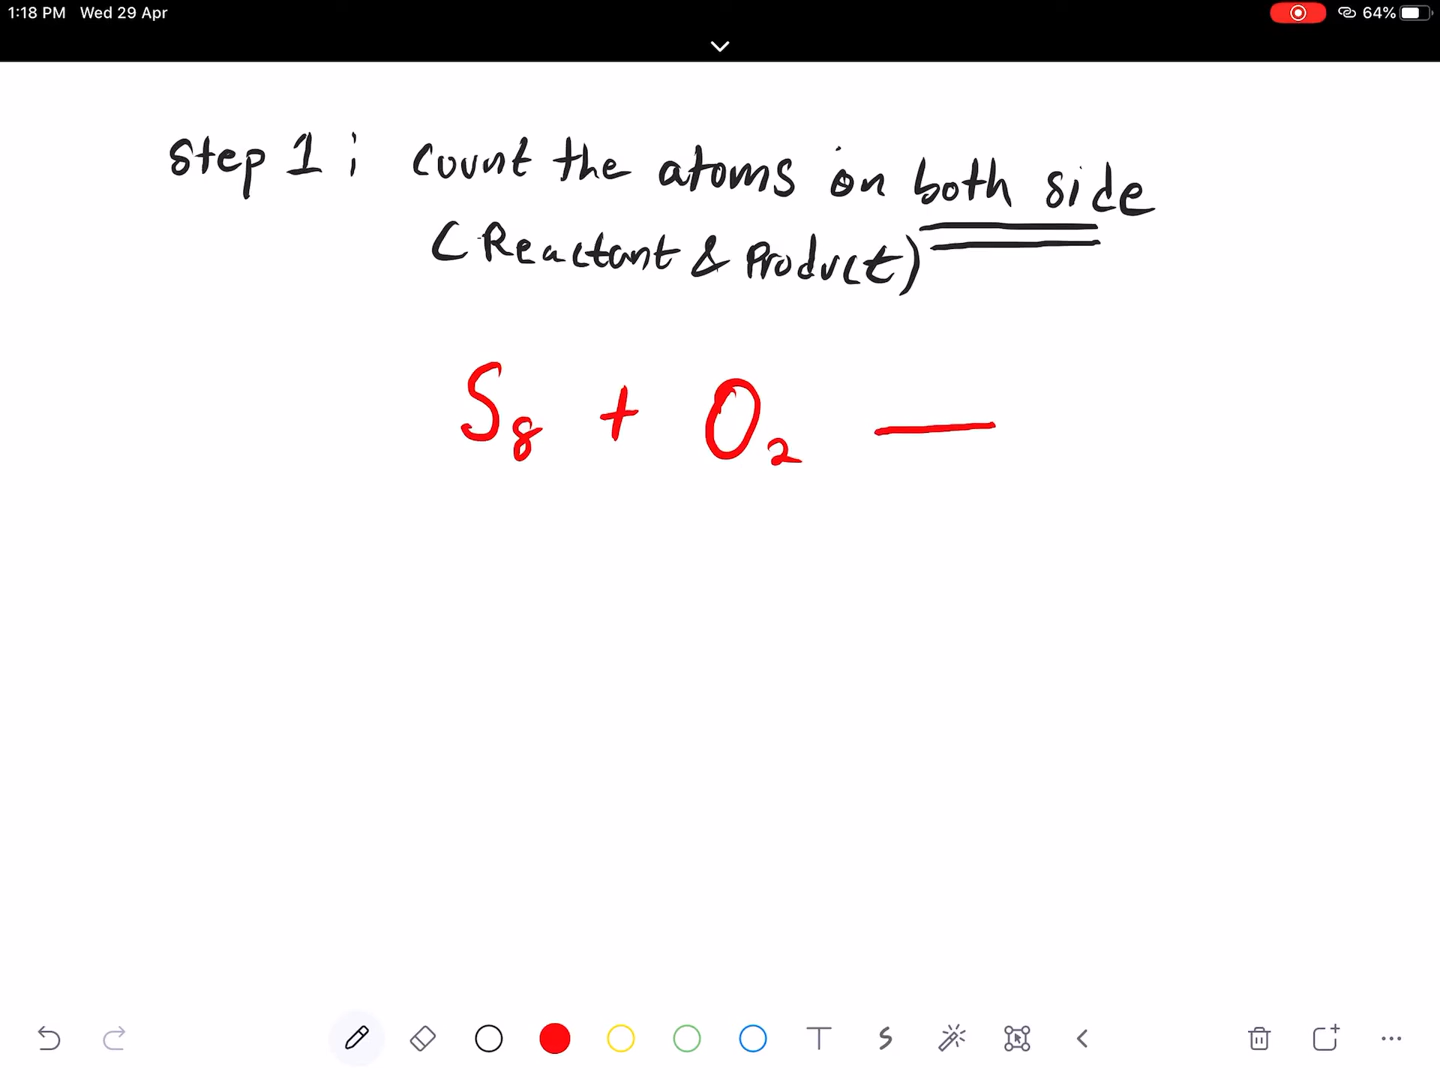 1:18 PM Wed 29 Apr
64%
Step 1 ; Count the atoms on both side
(Reactant & Product)
S₈ + O₂ —
T